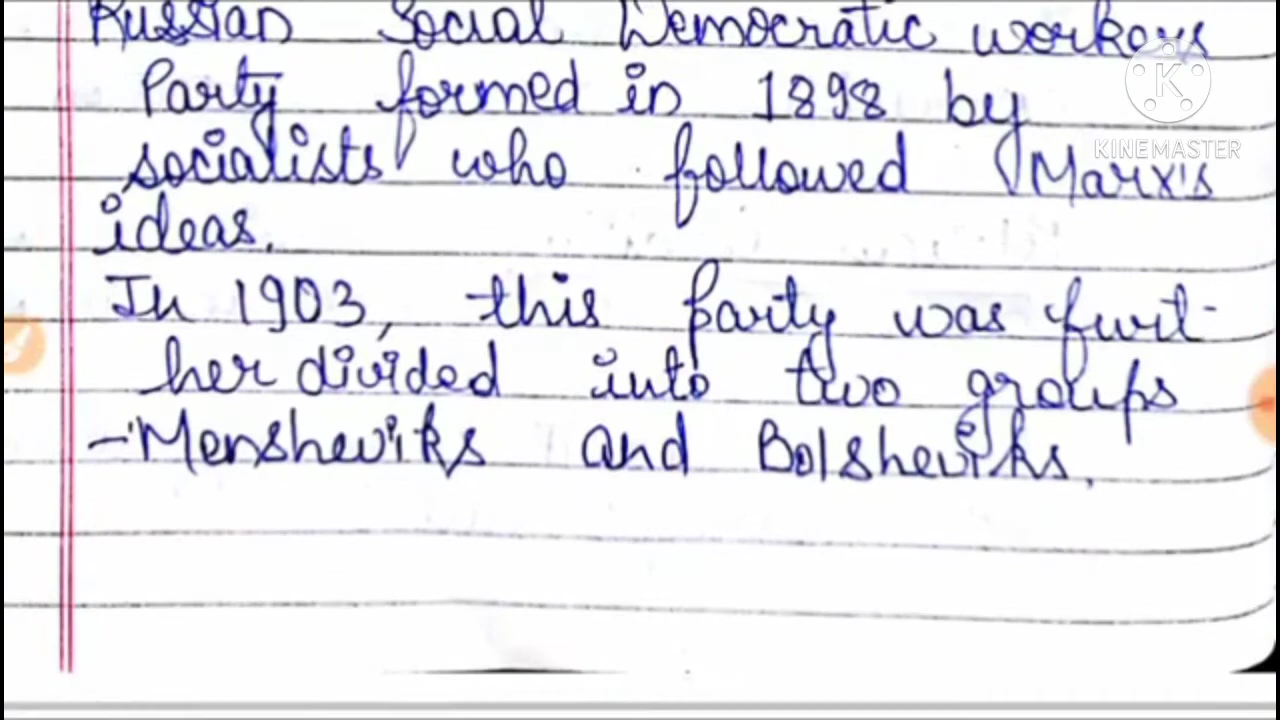 Russian Social Democratic workers
Party formed in 1898 by
socialists who followed Marx's
ideas.
In 1903, this party was furt-
her divided into two groups
- Mensheviks and Bolsheviks.
K
KINEMASTER